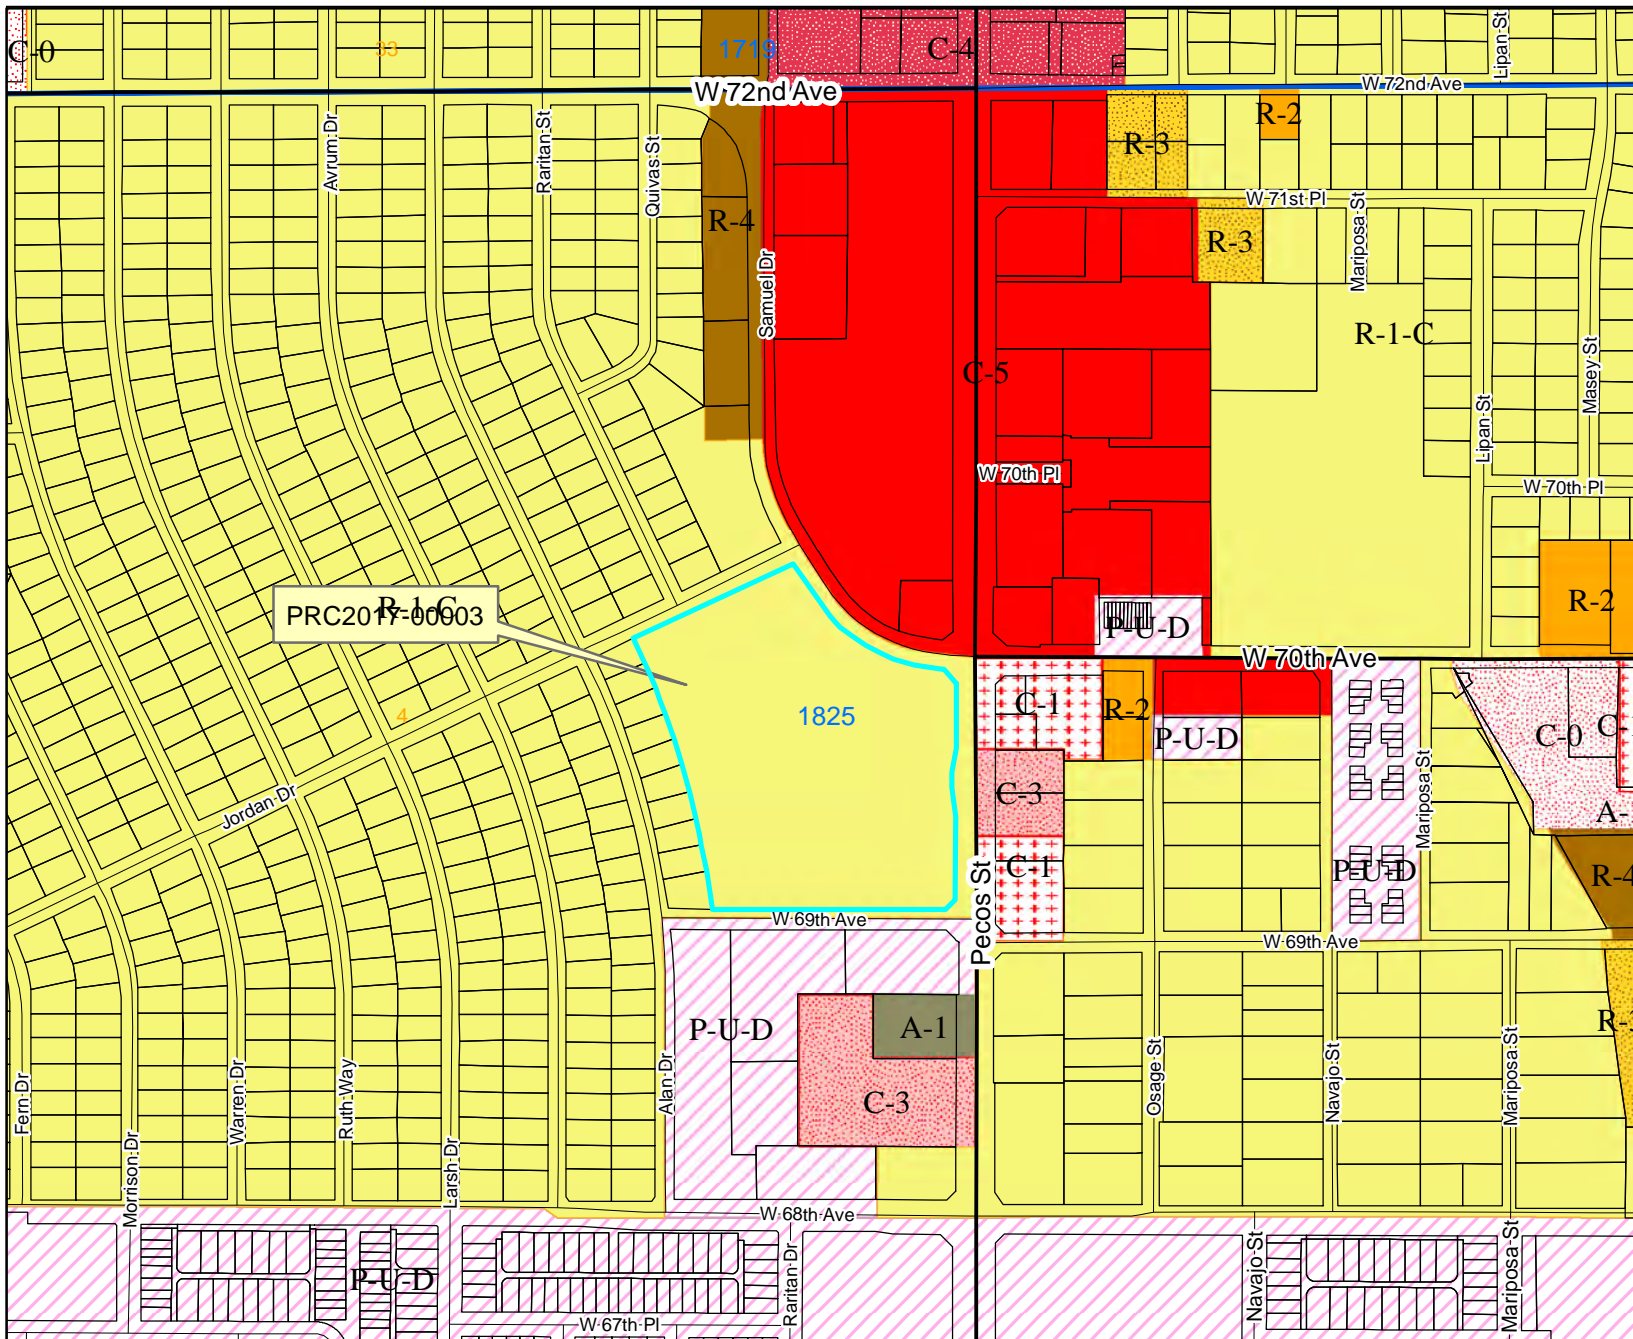 C-0
33
1719
C-4
Lipan St
W 72nd Ave
W 72nd Ave
Avrum Dr
Raritan St
Quivas St
R-4
Samuel Dr
R-3
R-2
W 71st Pl
R-3
Mariposa St
R-1-C
C-5
Masey St
Lipan St
W 70th Pl
W 70th Pl
R-2
R-1-C
PRC2017-00003
P-U-D
W 70th Ave
4
1825
C-1
R-2
P-U-D
C-0
C-
Jordan Dr
C-3
Mariposa St
A-
C-1
P-U-D
R-4
Pecos St
W 69th Ave
W 69th Ave
P-U-D
A-1
R-
C-3
Fern Dr
Morrison Dr
Warren Dr
Ruth Way
Larsh Dr
Alan Dr
Osage St
Navajo St
Mariposa St
W 68th Ave
P-U-D
Raritan Dr
Navajo St
Mariposa St
W 67th Pl